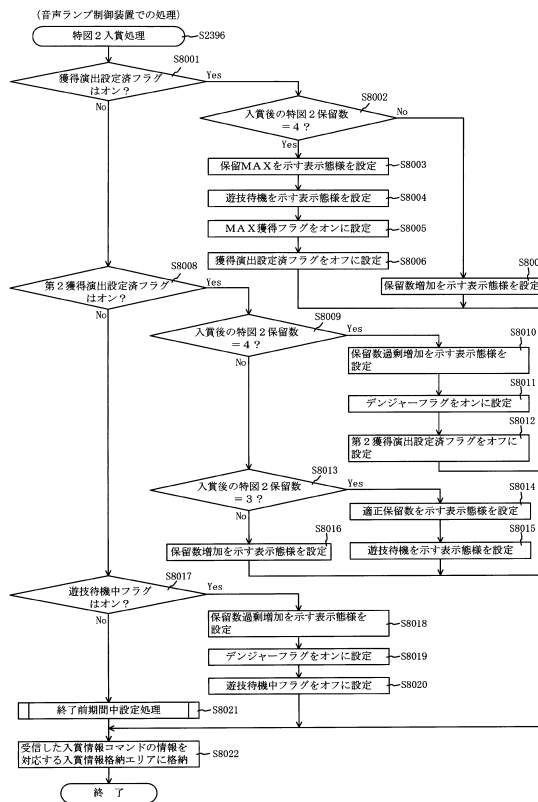 (音声ランプ制御装置での処理)
特図２入賞処理
S2396
S8001
獲得演出設定済フラグ
はオン？
Yes
No
S8002
入賞後の特図２保留数
＝４？
No
Yes
保留ＭＡＸを示す表示態様を設定
S8003
遊技待機を示す表示態様を設定
S8004
ＭＡＸ獲得フラグをオンに設定
S8005
獲得演出設定済フラグをオフに設定
S8006
保留数増加を示す表示態様を設定
S8008
第２獲得演出設定済フラグ
はオン？
Yes
No
S8009
入賞後の特図２保留数
＝４？
Yes
No
S8010
保留数過剰増加を示す表示態様を
設定
S8011
デンジャーフラグをオンに設定
S8012
第２獲得演出設定済フラグをオフに
設定
S8013
入賞後の特図２保留数
＝３？
Yes
No
S8014
適正保留数を示す表示態様を設定
S8015
遊技待機を示す表示態様を設定
S8016
保留数増加を示す表示態様を設定
S8017
遊技待機中フラグ
はオン？
Yes
No
保留数過剰増加を示す表示態様を
設定
S8018
デンジャーフラグをオンに設定
S8019
遊技待機中フラグをオフに設定
S8020
終了前期間中設定処理
S8021
受信した入賞情報コマンドの情報を
対応する入賞情報格納エリアに格納
S8022
終了